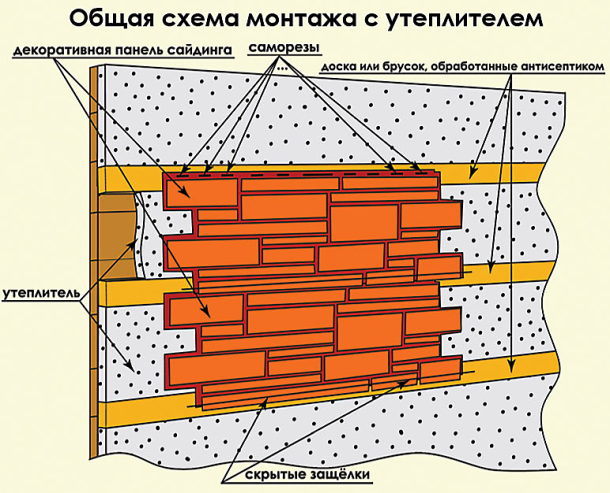 Общая схема монтажа с утеплителем
декоративная панель сайдинга
саморезы
...
доска или брусок, обработанные антисептиком
утеплитель
скрытые защёлки